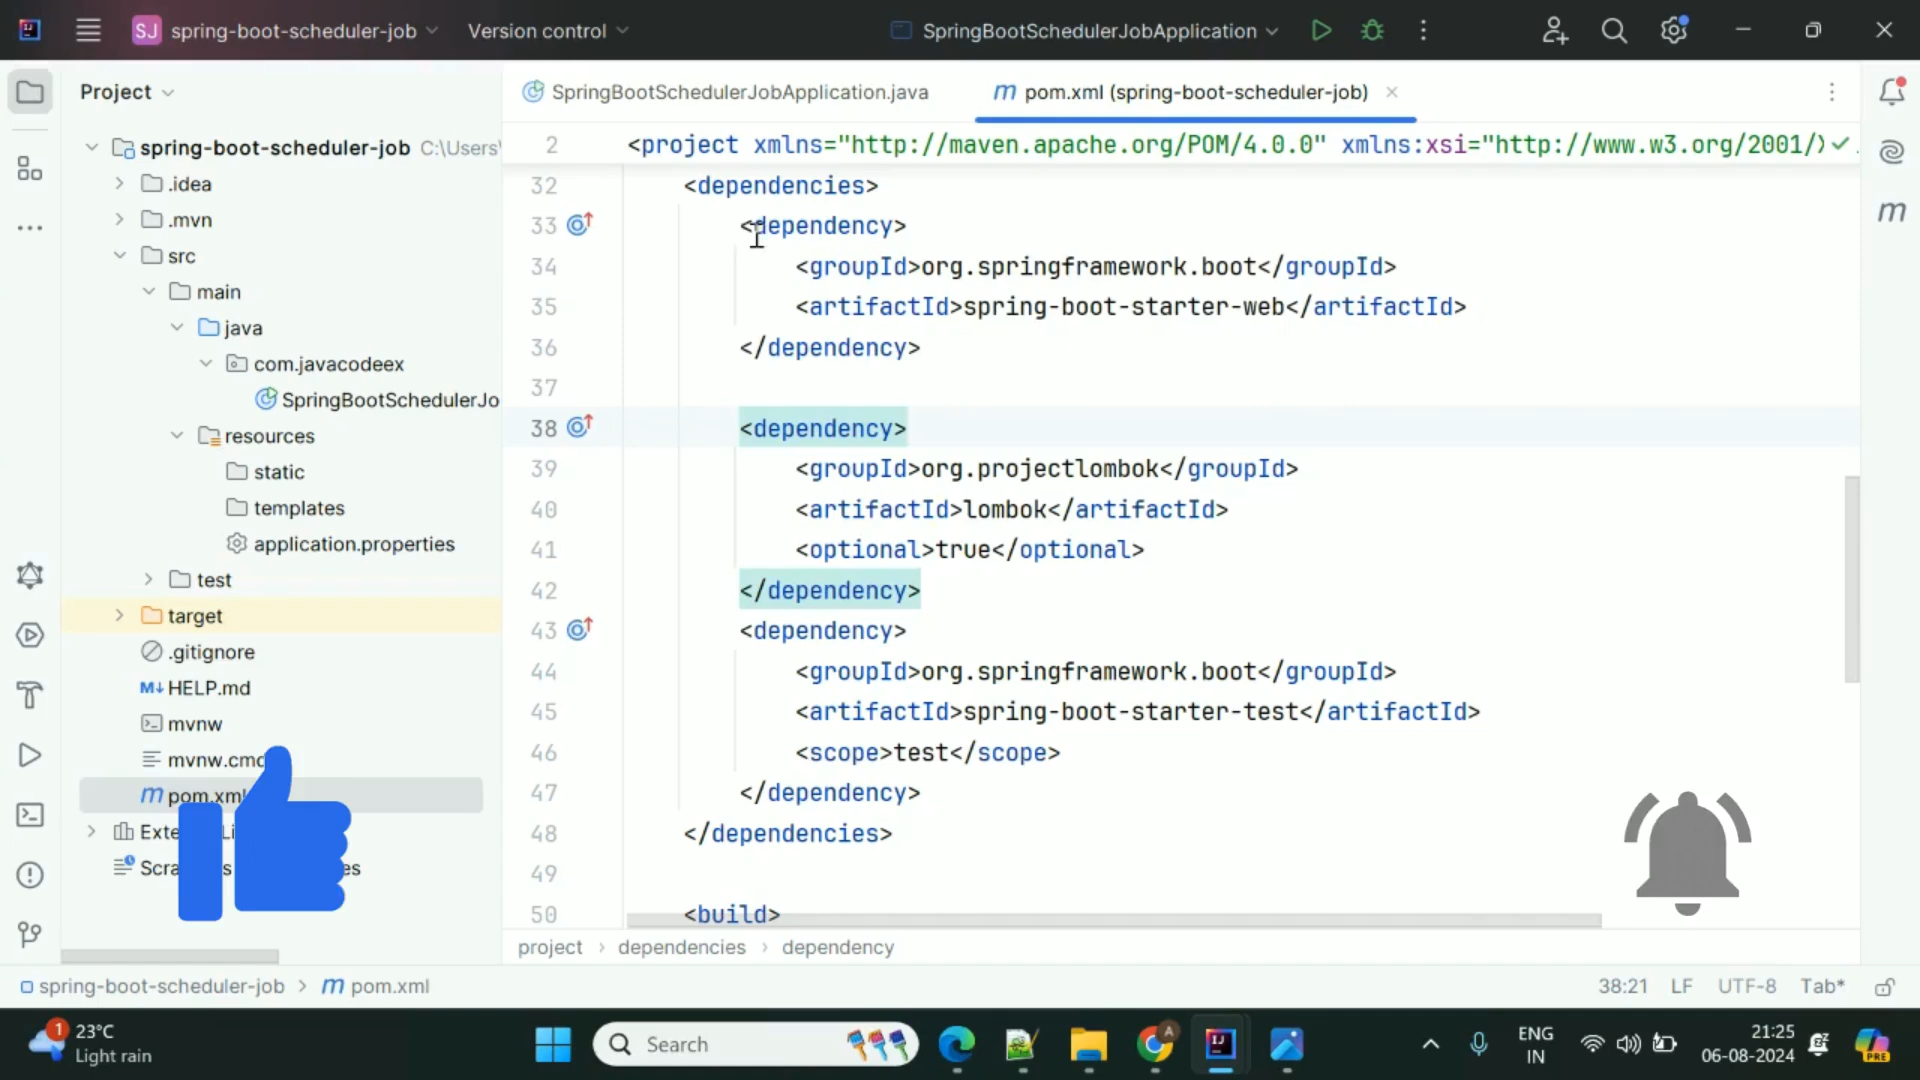 SJ spring-boot-scheduler-job Version control SpringBootSchedulerJobApplication
Project
SpringBootSchedulerJobApplication.java
m pom.xml (spring-boot-scheduler-job)
spring-boot-scheduler-job C:\Users\
.idea
.mvn
src
main
java
com.javacodeex
SpringBootSchedulerJo
resources
static
templates
application.properties
test
target
.gitignore
M↓ HELP.md
mvnw
mvnw.cmd
m pom.xml
2 <project xmlns="http://maven.apache.org/POM/4.0.0" xmlns:xsi="http://www.w3.org/2001/X
32 <dependencies>
33 <dependency>
34 <groupId>org.springframework.boot</groupId>
35 <artifactId>spring-boot-starter-web</artifactId>
36 </dependency>
37
38 <dependency>
39 <groupId>org.projectlombok</groupId>
40 <artifactId>lombok</artifactId>
41 <optional>true</optional>
42 </dependency>
43 <dependency>
44 <groupId>org.springframework.boot</groupId>
45 <artifactId>spring-boot-starter-test</artifactId>
46 <scope>test</scope>
47 </dependency>
48 </dependencies>
49
50 <build>
project › dependencies › dependency
spring-boot-scheduler-job › m pom.xml
38:21 LF UTF-8 Tab*
m
1
23°C
Light rain
Search
ENG
IN
21:25
06-08-2024
A
PRE